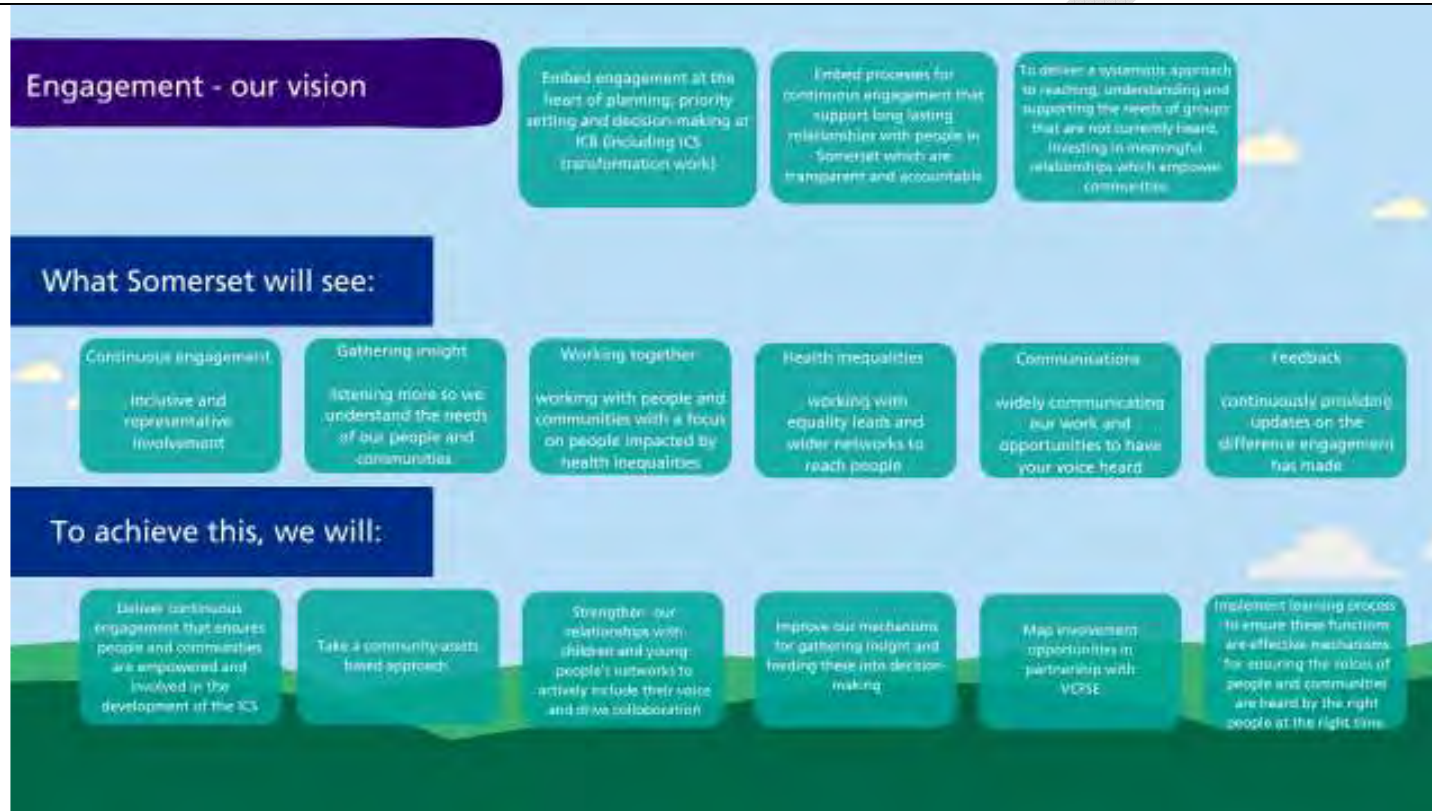 Engagement - our vision
Embed engagement at the
heart of planning, priority
setting and decision-making at
ICB (including ICS
transformation work)
Embed processes for
continuous engagement that
support long lasting
relationships with people in
Somerset which are
transparent and accountable
To deliver a systematic approach
to reaching, understanding and
supporting the needs of groups
that are not currently heard,
investing in meaningful
relationships which empower
communities
What Somerset will see:
Continuous engagement
Inclusive and
representative
involvement
Gathering insight
listening more so we
understand the needs
of our people and
communities
Working together
working with people and
communities with a focus
on people impacted by
health inequalities
Health inequalities
working with
equality leads and
wider networks to
reach people
Communications
widely communicating
our work and
opportunities to have
your voice heard
Feedback
continuously providing
updates on the
difference engagement
has made
To achieve this, we will:
Deliver continuous
engagement that ensures
people and communities
are empowered and
involved in the
development of the ICS
Take a community assets
based approach
Strengthen our
relationships with
children and young
people's networks to
actively include their voice
and drive collaboration
Improve our mechanisms
for gathering insight and
feeding these into decision-
making
Map involvement
opportunities in
partnership with
VCFSE
Implement learning process
to ensure these functions
are effective mechanisms
for ensuring the voices of
people and communities
are heard by the right
people at the right time